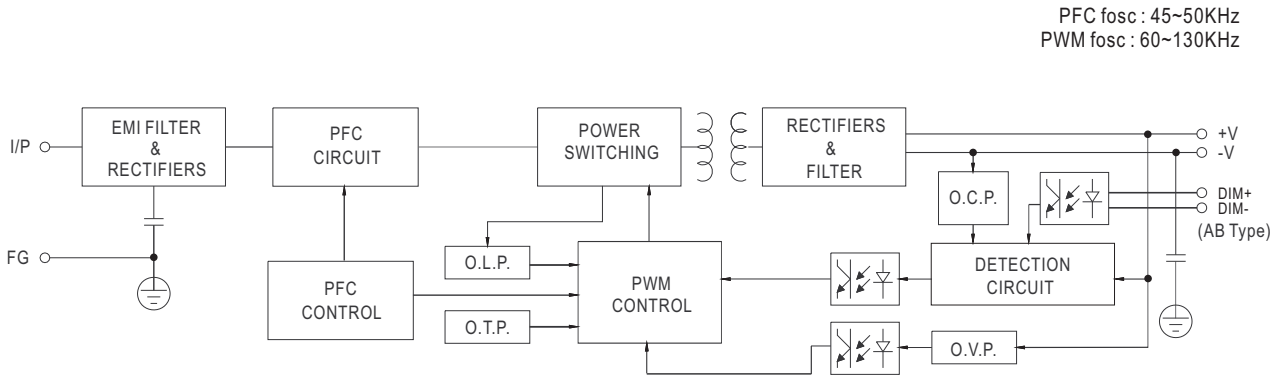 PFC fosc : 45~50KHz
PWM fosc : 60~130KHz
I/P
EMI FILTER
&
RECTIFIERS
PFC
CIRCUIT
POWER
SWITCHING
RECTIFIERS
&
FILTER
+V
-V
O.C.P.
DIM+
DIM-
(AB Type)
FG
O.L.P.
PFC
CONTROL
PWM
CONTROL
DETECTION
CIRCUIT
O.T.P.
O.V.P.